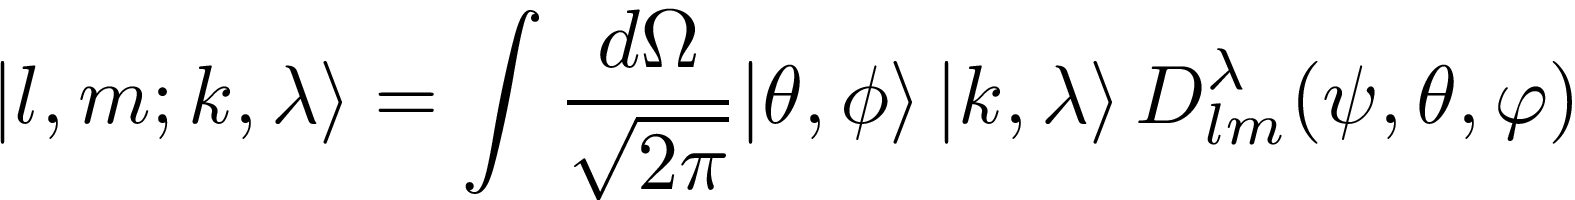 |l, m; k, λ⟩ = ∫ dΩ/√2π |θ, ϕ⟩ |k, λ⟩ D^λ_{lm}(ψ, θ, φ)